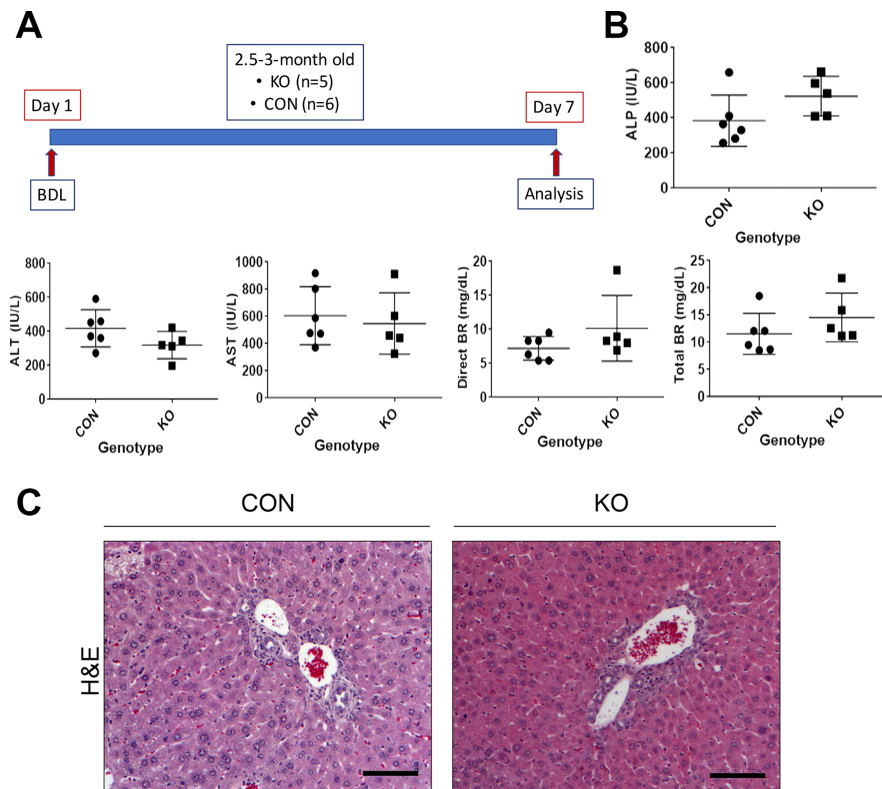 A
2.5-3-month old
• KO (n=5)
• CON (n=6)
Day 1
Day 7
BDL
Analysis
B
ALP (IU/L)
800
600
400
200
0
CON
KO
Genotype
ALT (IU/L)
800
600
400
200
0
CON
KO
Genotype
AST (IU/L)
1000
800
600
400
200
0
CON
KO
Genotype
Direct BR (mg/dL)
20
15
10
5
0
CON
KO
Genotype
Total BR (mg/dL)
25
20
15
10
5
0
CON
KO
Genotype
C
CON
KO
H&E